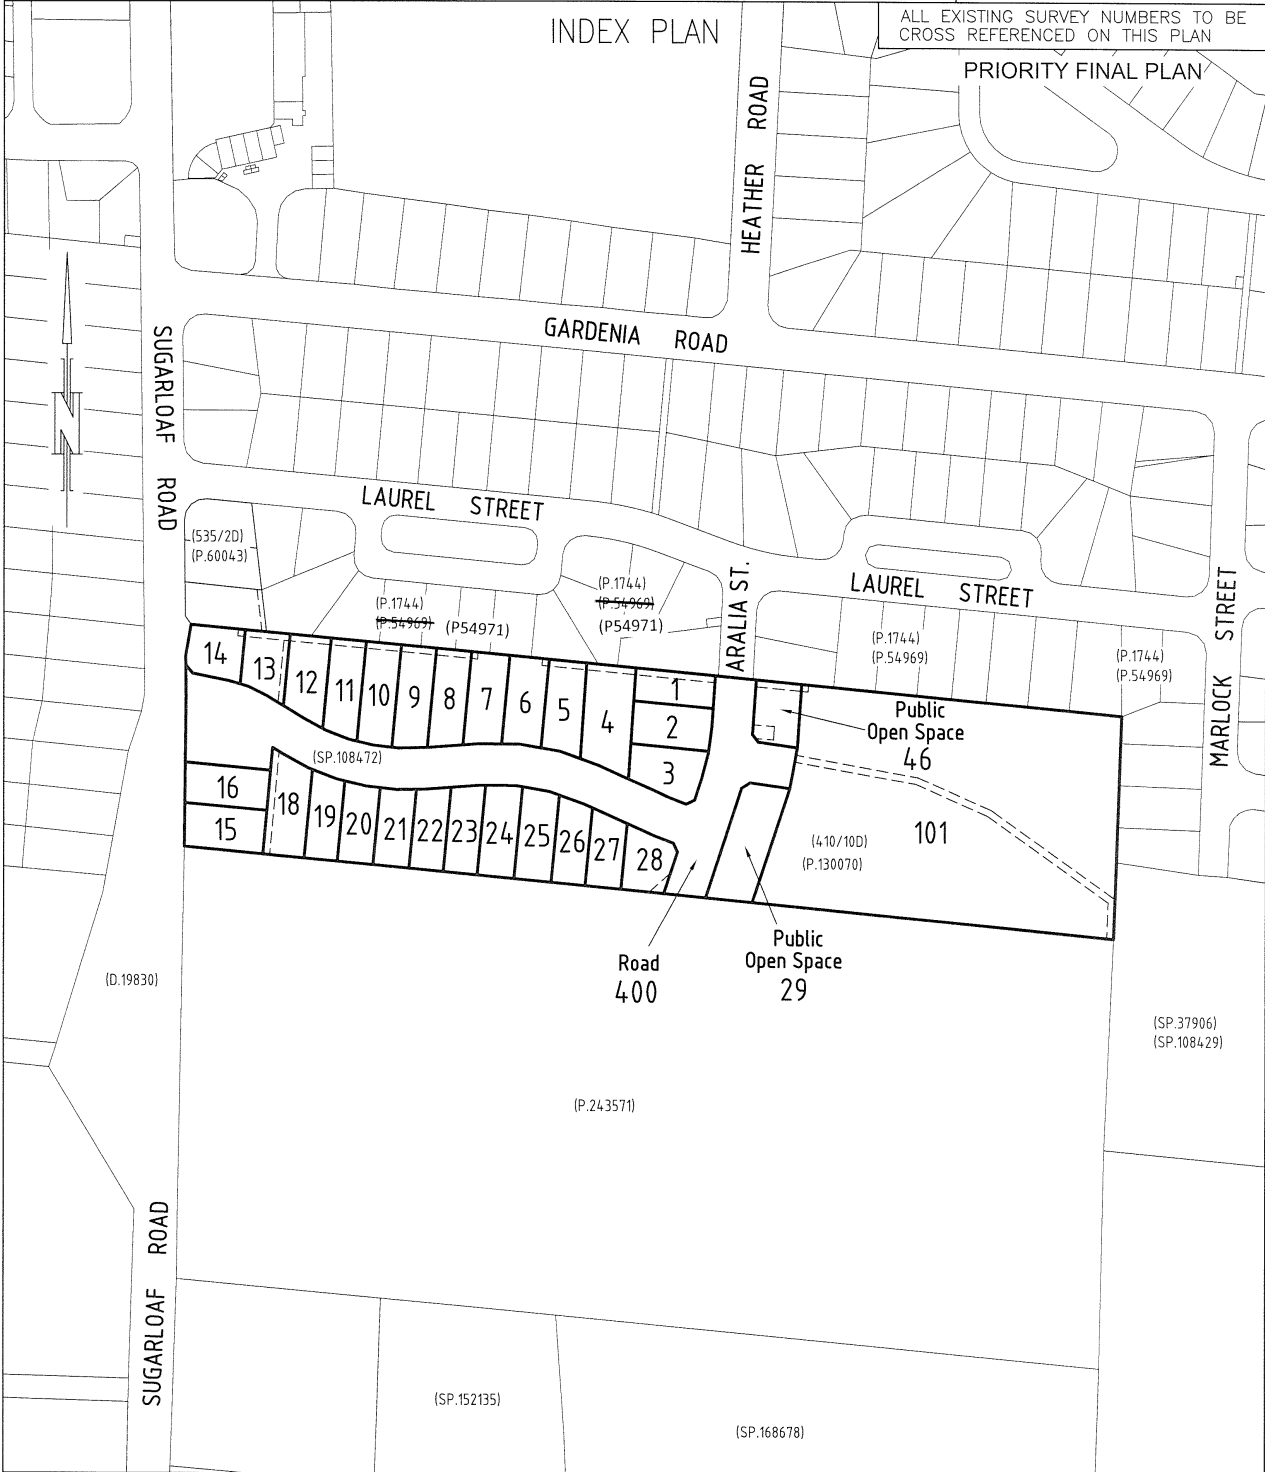 INDEX PLAN
ALL EXISTING SURVEY NUMBERS TO BE
CROSS REFERENCED ON THIS PLAN
PRIORITY FINAL PLAN
HEATHER ROAD
GARDENIA ROAD
SUGARLOAF ROAD
N
LAUREL STREET
(535/2D)
(P.60043)
(P.1744)
(P.54969)
(P54971)
(P.1744)
(P.54969)
(P54971)
ARALIA ST.
LAUREL STREET
MARLOCK STREET
(P.1744)
(P.54969)
(P.1744)
(P.54969)
14
13
12
11
10
9
8
7
6
5
4
1
2
3
Public
Open Space
46
(SP.108472)
16
15
18
19
20
21
22
23
24
25
26
27
28
101
(410/10D)
(P.130070)
Road
400
Public
Open Space
29
(D.19830)
(SP.37906)
(SP.108429)
(P.243571)
SUGARLOAF ROAD
(SP.152135)
(SP.168678)